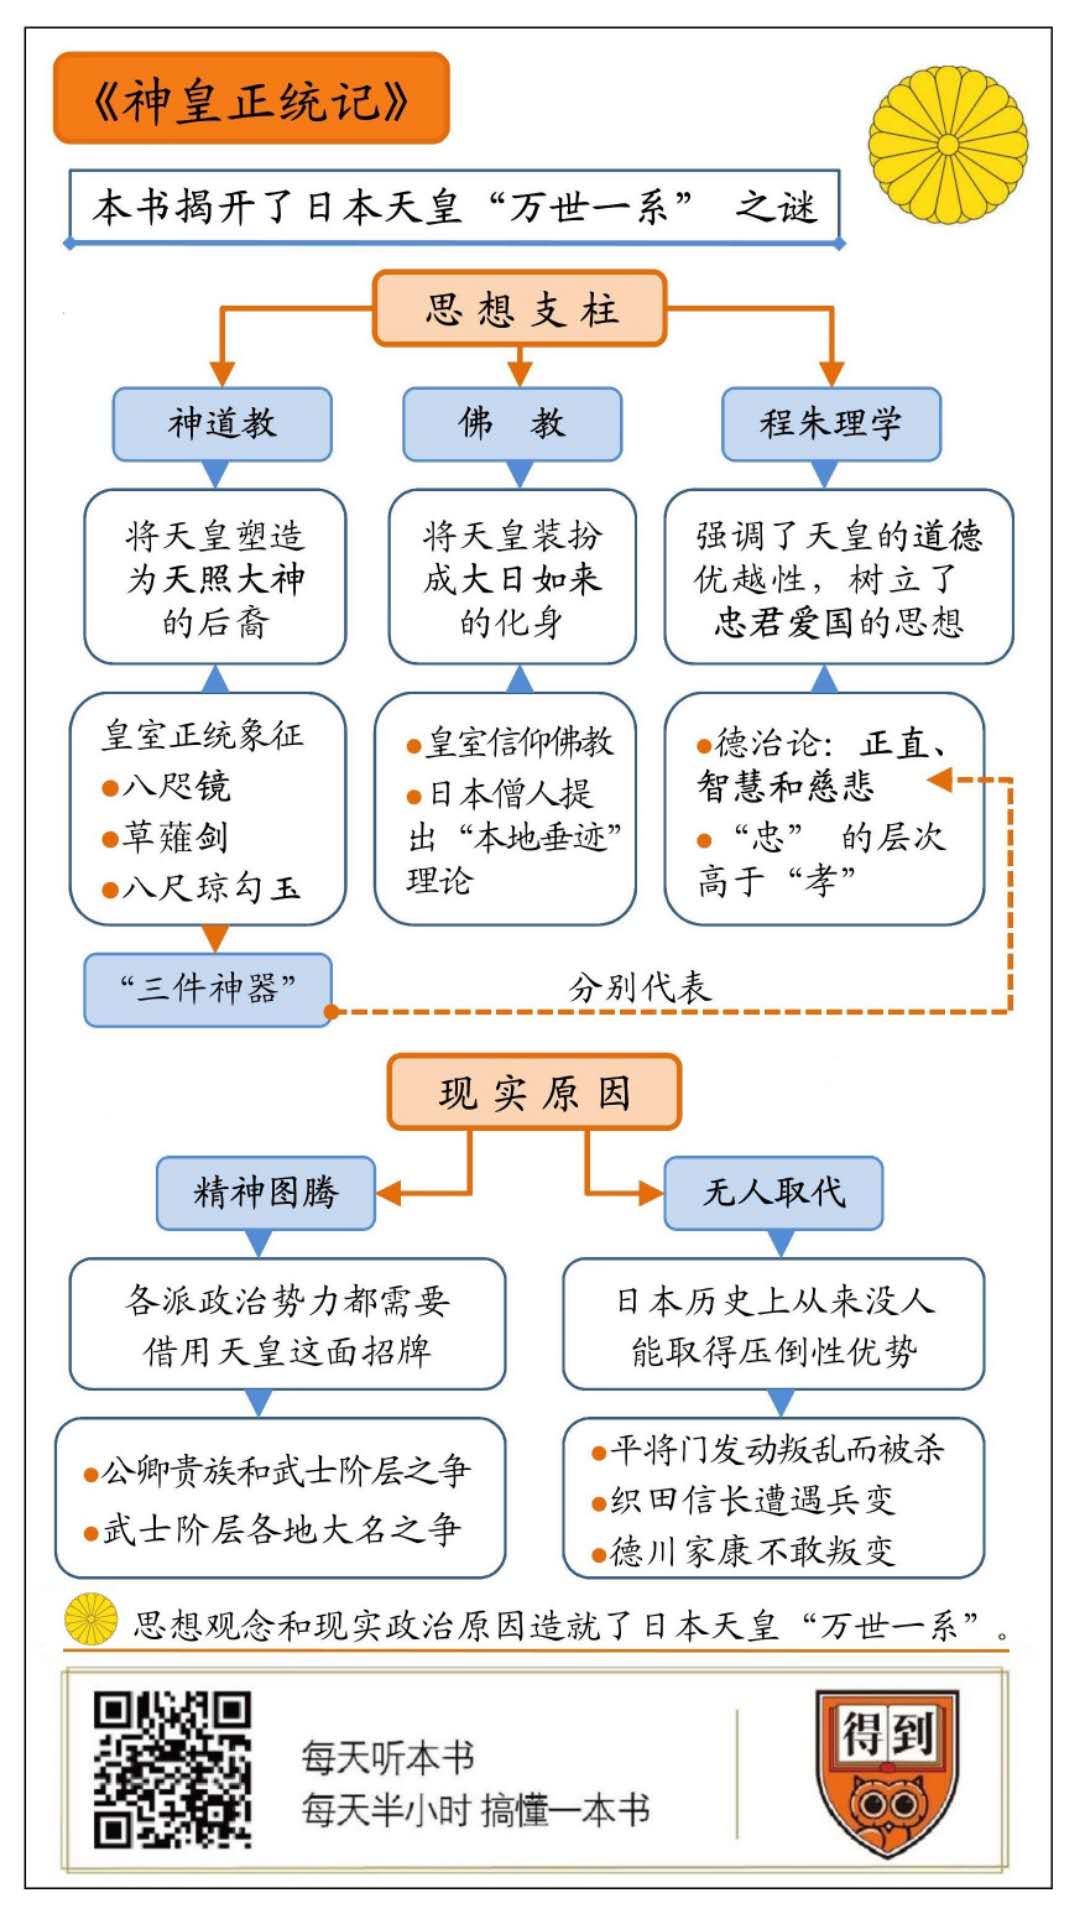 《神皇正统记》
本书揭开了日本天皇“万世一系” 之谜
思想支柱
神道教
佛 教
程朱理学
将天皇塑造
为天照大神
的后裔
将天皇装扮
成大日如来
的化身
强调了天皇的道德
优越性，树立了
忠君爱国的思想
皇室正统象征
●八咫镜
●草薙剑
●八尺琼勾玉
●皇室信仰佛教
●日本僧人提
出“本地垂迹”
理论
●德治论：正直、
智慧和慈悲
●“忠” 的层次
高于“孝”
“三件神器”
分别代表
现实原因
精神图腾
无人取代
各派政治势力都需要
借用天皇这面招牌
日本历史上从来没人
能取得压倒性优势
●公卿贵族和武士阶层之争
●武士阶层各地大名之争
●平将门发动叛乱而被杀
●织田信长遭遇兵变
●德川家康不敢叛变
思想观念和现实政治原因造就了日本天皇“万世一系”。
每天听本书
每天半小时 搞懂一本书
得到